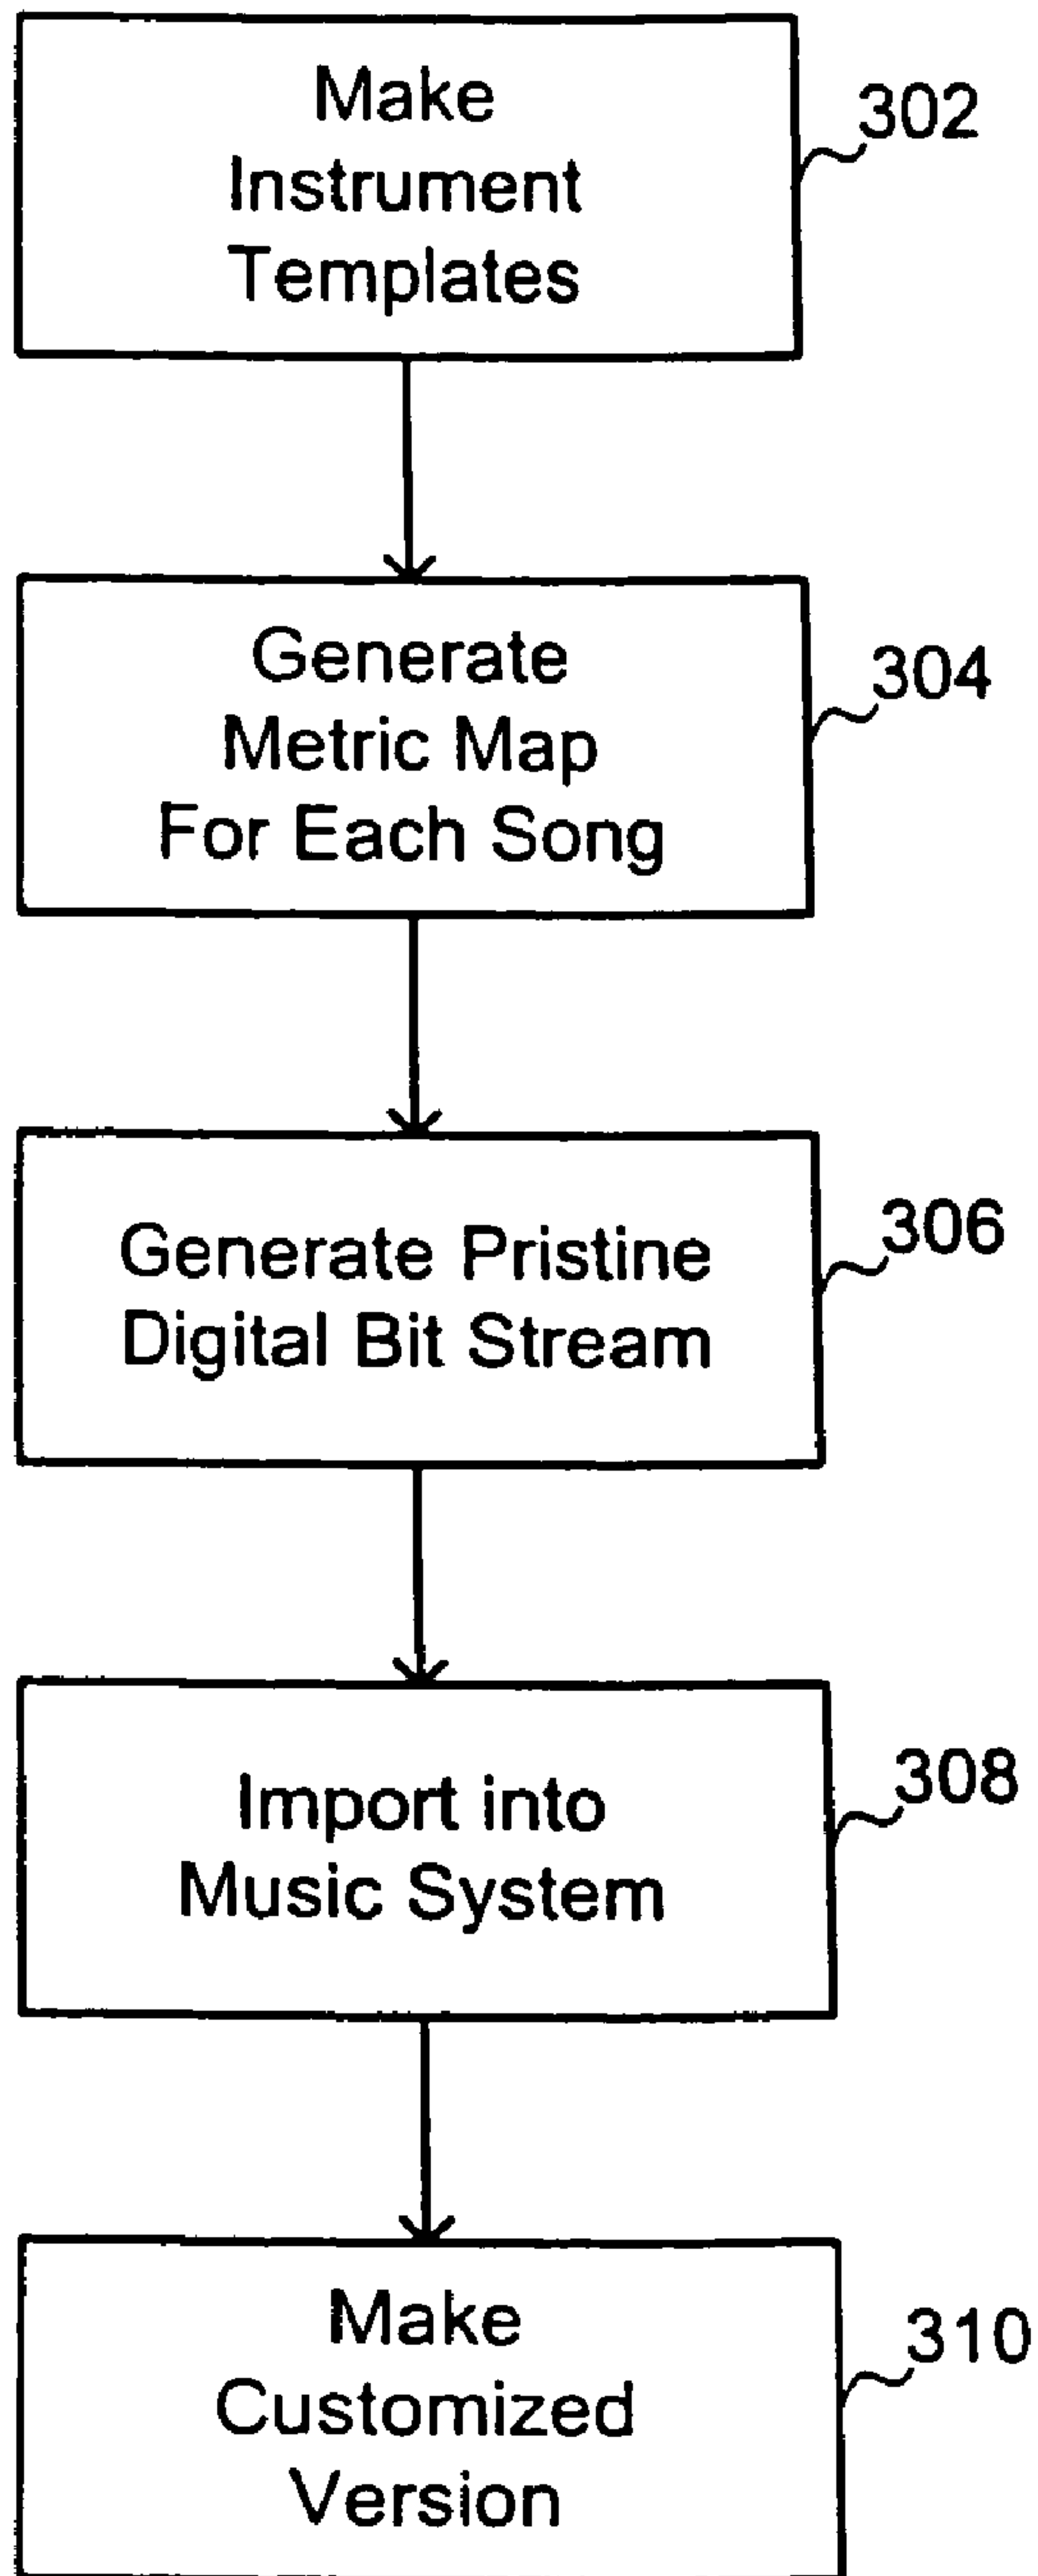 Make
Instrument
Templates
302
Generate
Metric Map
For Each Song
304
Generate Pristine
Digital Bit Stream
306
Import into
Music System
308
Make
Customized
Version
310